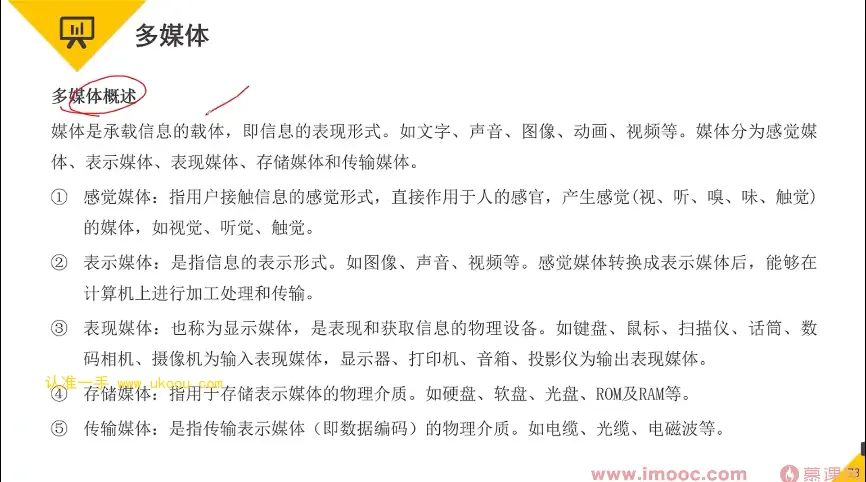 多媒体
多媒体概述
媒体是承载信息的载体，即信息的表现形式。如文字、声音、图像、动画、视频等。媒体分为感觉媒
体、表示媒体、表现媒体、存储媒体和传输媒体。
① 感觉媒体：指用户接触信息的感觉形式，直接作用于人的感官，产生感觉(视、听、嗅、味、触觉)
的媒体，如视觉、听觉、触觉。
② 表示媒体：是指信息的表示形式。如图像、声音、视频等。感觉媒体转换成表示媒体后，能够在
计算机上进行加工处理和传输。
③ 表现媒体：也称为显示媒体，是表现和获取信息的物理设备。如键盘、鼠标、扫描仪、话筒、数
码相机、摄像机为输入表现媒体，显示器、打印机、音箱、投影仪为输出表现媒体。
认准一手 www.ukoou.com
④ 存储媒体：指用于存储表示媒体的物理介质。如硬盘、软盘、光盘、ROM及RAM等。
⑤ 传输媒体：是指传输表示媒体（即数据编码）的物理介质。如电缆、光缆、电磁波等。
www.imooc.com 慕课
73